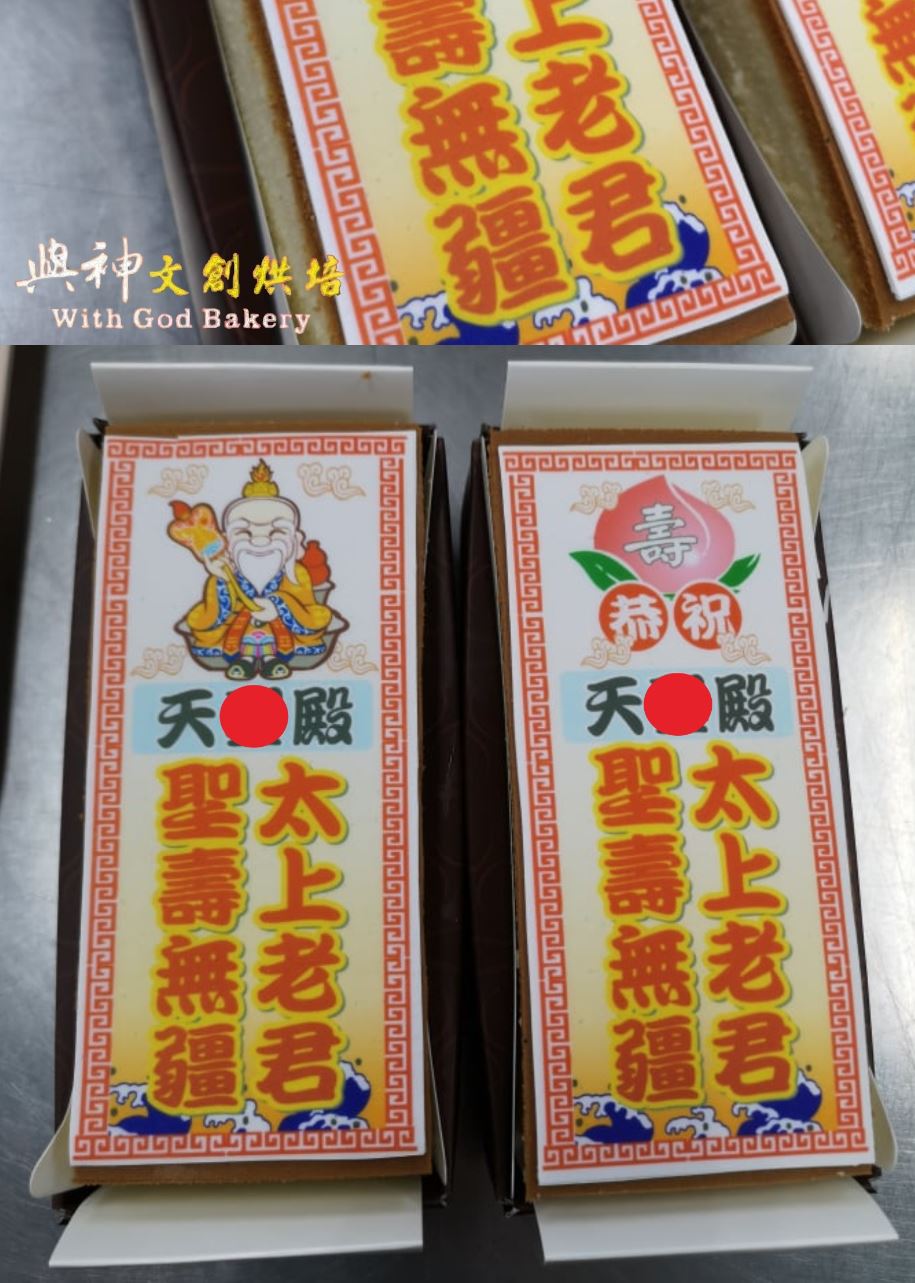 太上老君
壽無疆
無
與神文創烘培
With God Bakery
天 殿
太上老君
聖壽無疆
壽
恭祝
天 殿
太上老君
聖壽無疆